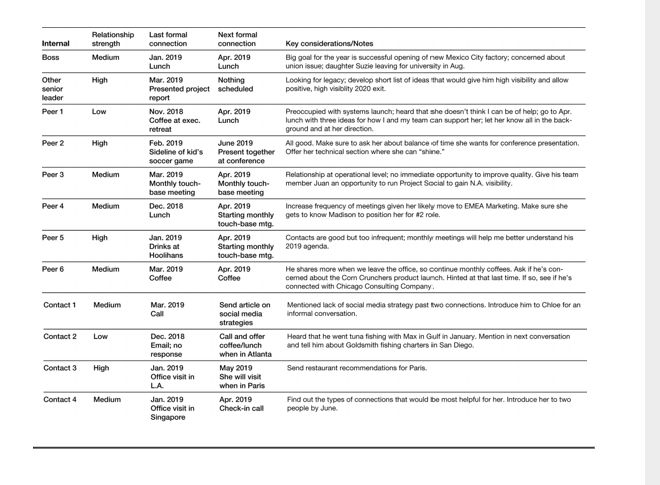 Internal Relationship strength Last formal connection Next formal connection Key considerations/Notes
Boss Medium Jan. 2019 Apr. 2019 Big goal for the year is successful opening of new Mexico City factory; concerned about
Lunch Lunch union issue; daughter Suzie leaving for university in Aug.
Other Mar. 2019 Nothing Looking for legacy; develop short list of ideas that would give him high visibility and allow
senior High Presented project scheduled positive, high visiblity 2020 exit.
leader report
Peer 1 Low Nov. 2018 Apr. 2019 Preoccupied with systems launch; heard that she doesn't think I can be of help; go to Apr.
Coffee at exec. Lunch lunch with three ideas for how I and my team can support her; let her know all in the back-
retreat ground and at her direction.
Peer 2 High Feb. 2019 June 2019 All good. Make sure to ask her about balance of time she wants for conference presentation.
Sideline of kid's Present together Offer her technical section where she can "shine."
soccer game at conference
Peer 3 Medium Mar. 2019 Apr. 2019 Relationship at operational level; no immediate opportunity to improve quality. Give his team
Monthly touch- Monthly touch- member Juan an opportunity to run Project Social to gain N.A. visibility.
base meeting base meeting
Peer 4 Medium Dec. 2018 Apr. 2019 Increase frequency of meetings given her likely move to EMEA Marketing. Make sure she
Lunch Starting monthly gets to know Madison to position her for #2 role.
touch-base mtg.
Peer 5 High Jan. 2019 Apr. 2019 Contacts are good but too infrequent; monthly meetings will help me better understand his
Drinks at Starting monthly 2019 agenda.
Hoolihans touch-base mtg.
Peer 6 Medium Mar. 2019 Apr. 2019 He shares more when we leave the office, so continue monthly coffees. Ask if he's con-
Coffee Coffee cerned about the Corn Crunchers product launch. Hinted at that last time. If so, see if he's
connected with Chicago Consulting Company.
Contact 1 Medium Mar. 2019 Send article on Mentioned lack of social media strategy past two connections. Introduce him to Chloe for an
Call social media informal conversation.
strategies
Contact 2 Low Dec. 2018 Call and offer Heard that he went tuna fishing with Max in Gulf in January. Mention in next conversation
Email; no coffee/lunch and tell him about Goldsmith fishing charters in San Diego.
response when in Atlanta
Contact 3 High Jan. 2019 May 2019 Send restaurant recommendations for Paris.
Office visit in She will visit
L.A. when in Paris
Contact 4 Medium Jan. 2019 Apr. 2019 Find out the types of connections that would be most helpful for her. Introduce her to two
Office visit in Check-in call people by June.
Singapore